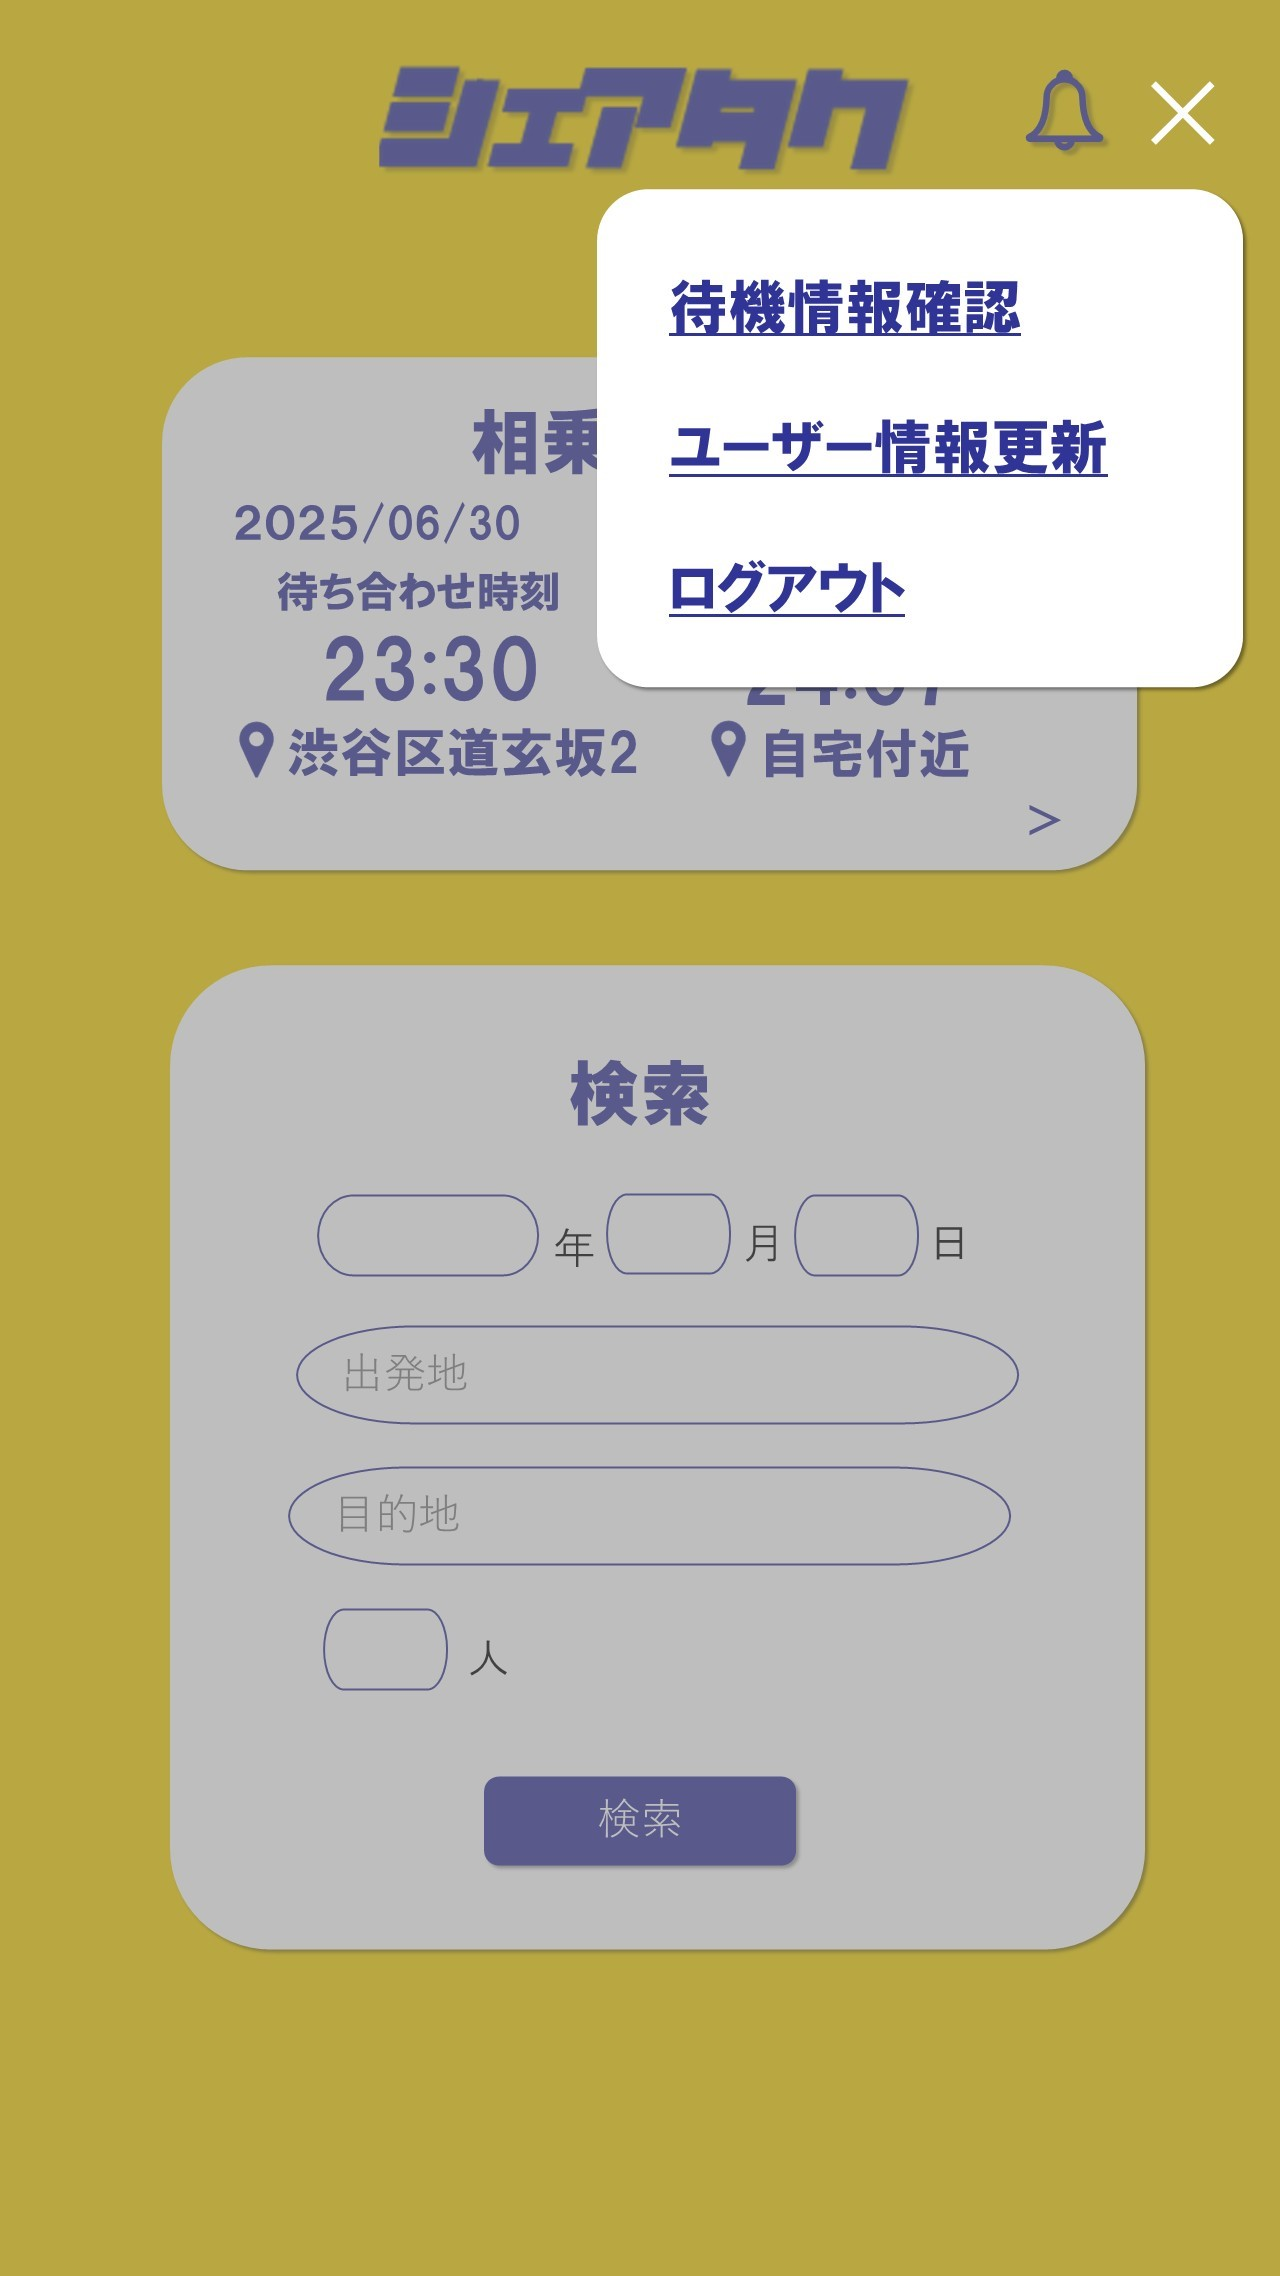 シェアタク
待機情報確認
ユーザー情報更新
ログアウト
相乗
2025/06/30
待ち合わせ時刻
23:30
渋谷区道玄坂2
自宅付近
>
検索
年 月 日
出発地
目的地
人
検索